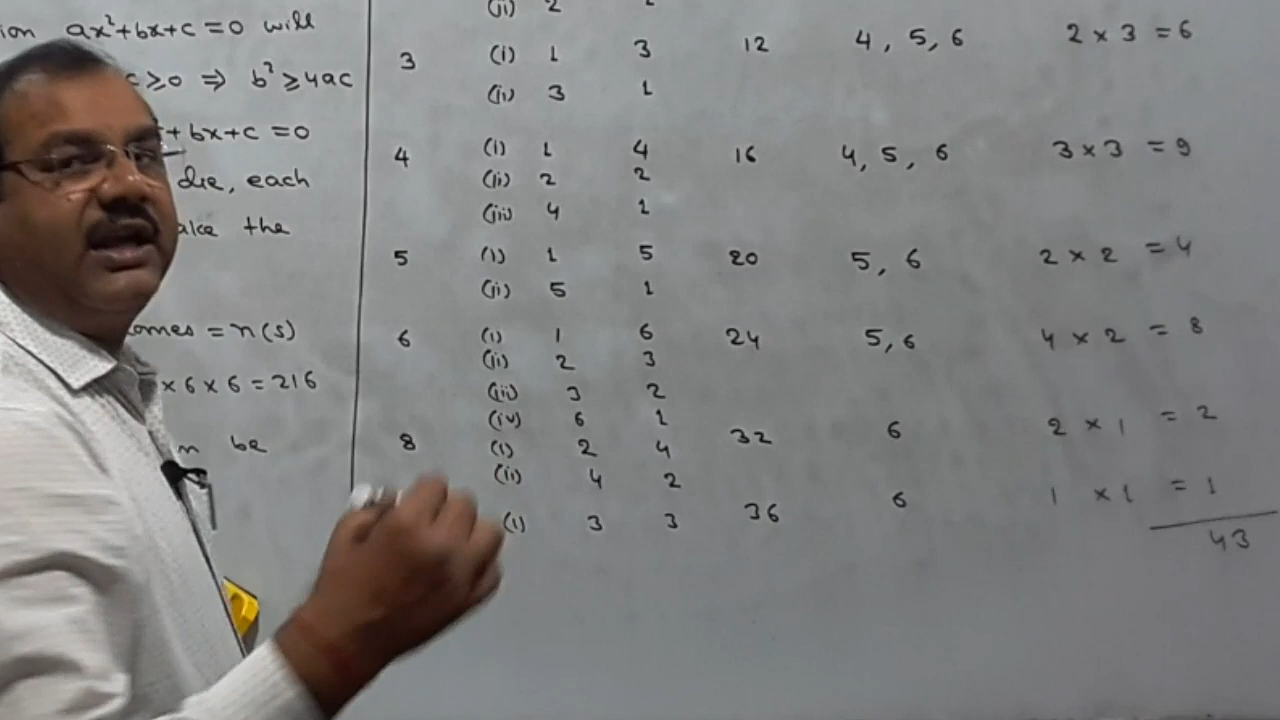 ion ax²+bx+c=0 will
c≥0 ⇒ b²≥4ac
+bx+c=0
die, each
the
comes = n(s)
×6×6=216
be
(ii) 2
3 (i) 1 3 12 4, 5, 6 2×3=6
(ii) 3 1
4 (i) 1 4 16 4, 5, 6 3×3=9
(ii) 2 2
(iii) 4 1
5 (i) 1 5 20 5, 6 2×2=4
(ii) 5 1
6 (i) 1 6 24 5,6 4×2=8
(ii) 2 3
(iii) 3 2
(iv) 6 1
8 (i) 2 4 32 6 2×1=2
(ii) 4 2
(i) 3 3 36 6 1×1=1
43